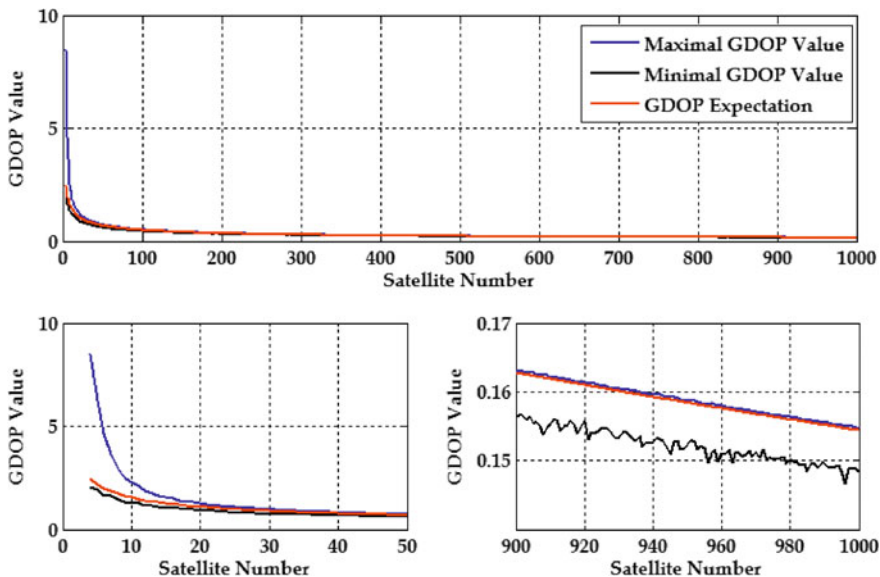 10
5
0
GDOP Value
Maximal GDOP Value
Minimal GDOP Value
GDOP Expectation
0 100 200 300 400 500 600 700 800 900 1000
Satellite Number
10
5
0
GDOP Value
0 10 20 30 40 50
Satellite Number
0.17
0.16
0.15
GDOP Value
900 920 940 960 980 1000
Satellite Number